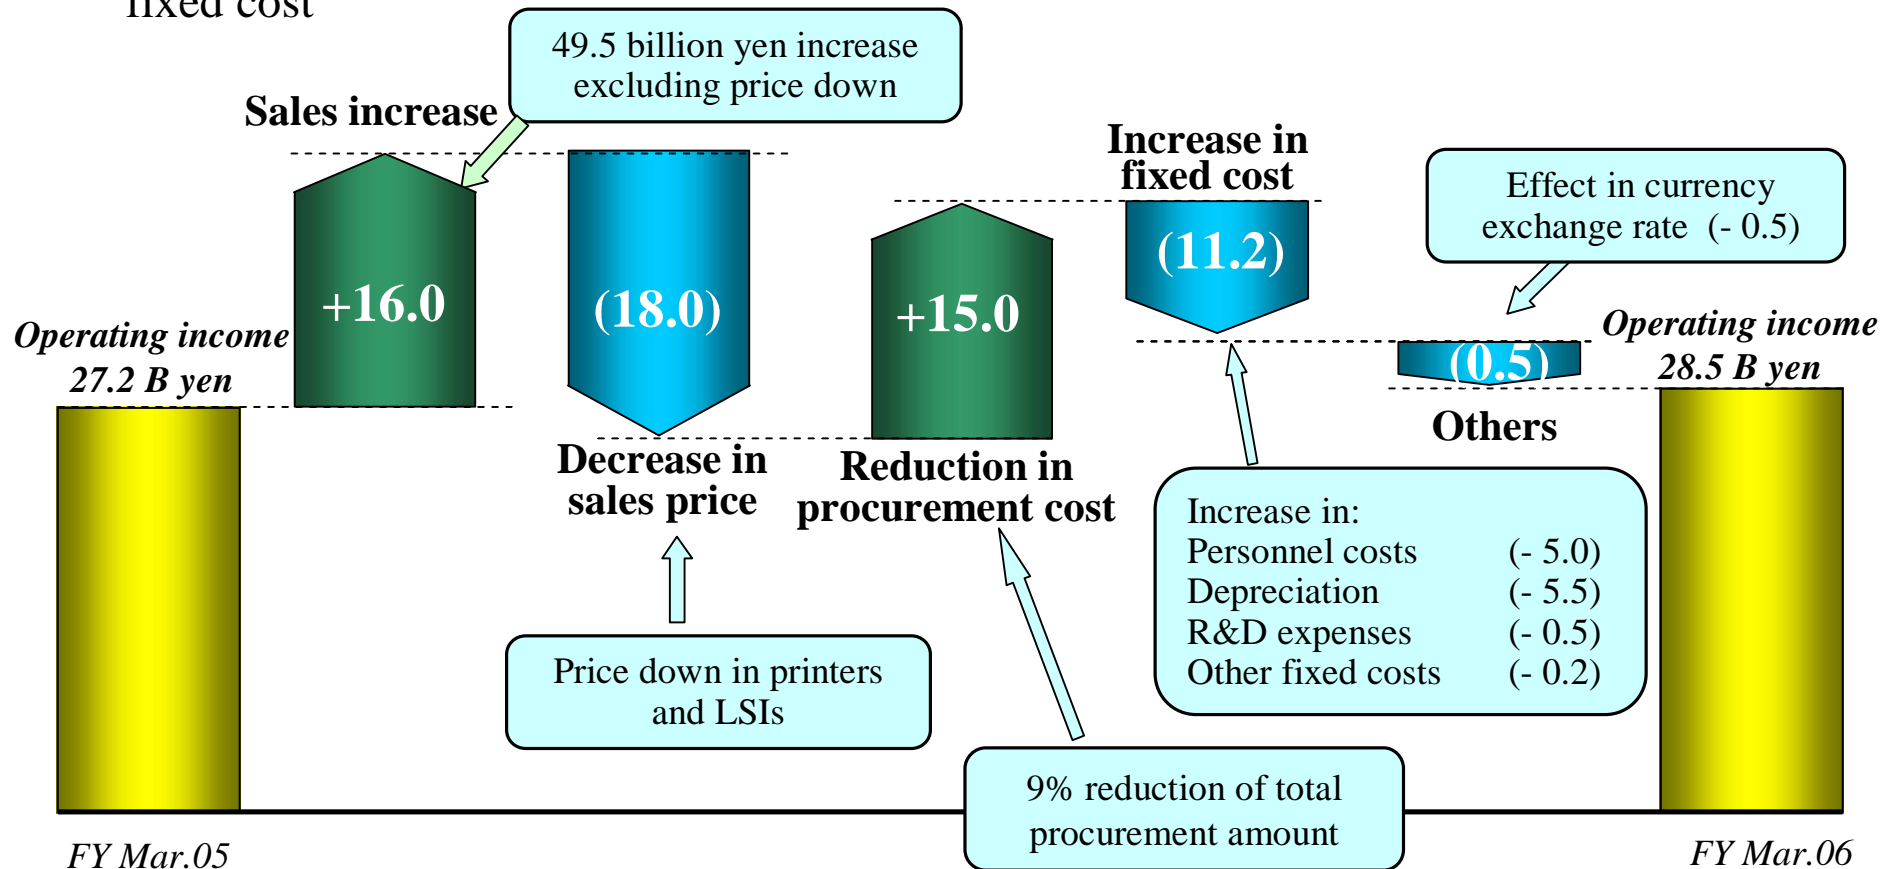 fixed cost
49.5 billion yen increase
excluding price down
Sales increase
+16.0
(18.0)
Decrease in
sales price
Price down in printers
and LSIs
+15.0
Reduction in
procurement cost
9% reduction of total
procurement amount
Increase in
fixed cost
(11.2)
Increase in:
Personnel costs (- 5.0)
Depreciation (- 5.5)
R&D expenses (- 0.5)
Other fixed costs (- 0.2)
Effect in currency
exchange rate (- 0.5)
(0.5)
Others
Operating income
27.2 B yen
Operating income
28.5 B yen
FY Mar.05
FY Mar.06